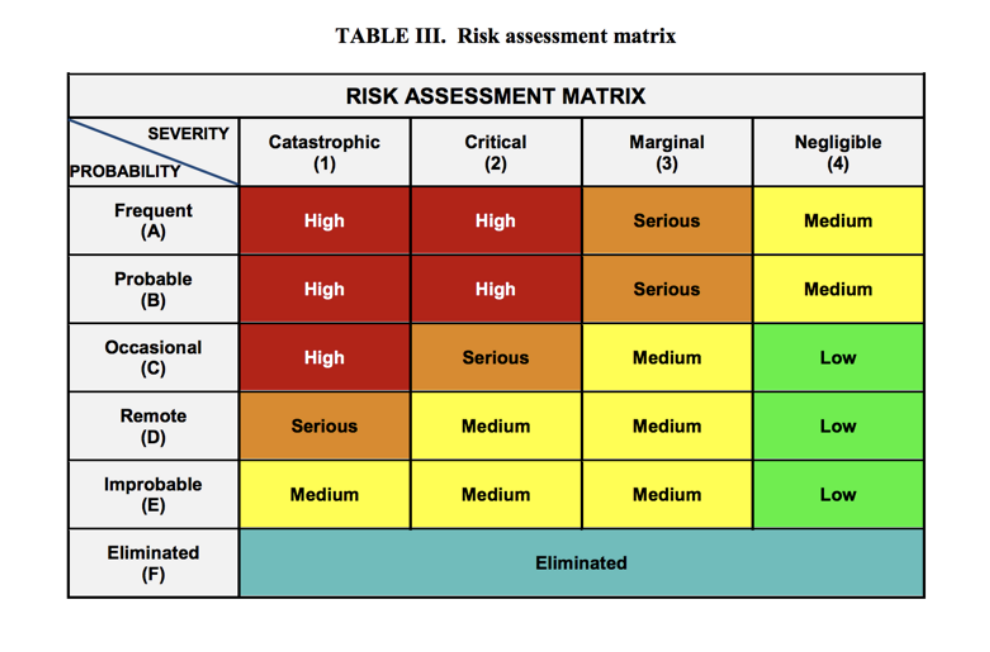 TABLE III. Risk assessment matrix
RISK ASSESSMENT MATRIX
SEVERITY
PROBABILITY
Catastrophic
(1)
Critical
(2)
Marginal
(3)
Negligible
(4)
Frequent
(A)
High
High
Serious
Medium
Probable
(B)
High
High
Serious
Medium
Occasional
(C)
High
Serious
Medium
Low
Remote
(D)
Serious
Medium
Medium
Low
Improbable
(E)
Medium
Medium
Medium
Low
Eliminated
(F)
Eliminated